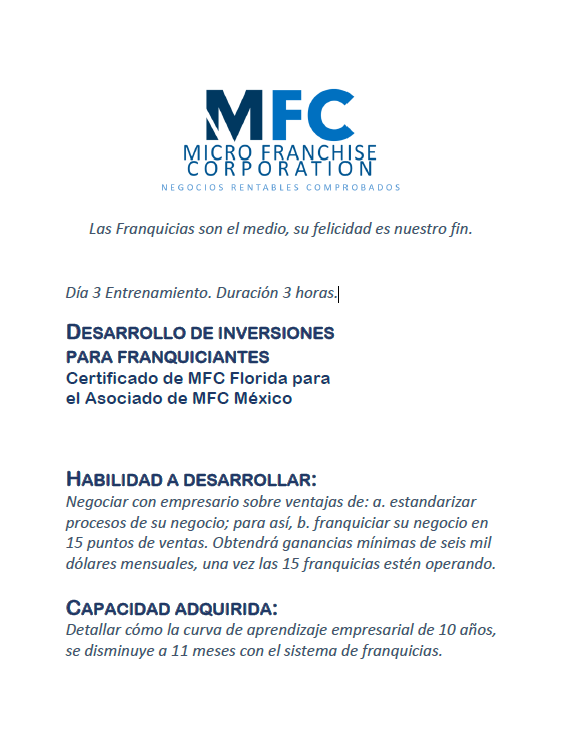 MFC
MICRO FRANCHISE
CORPORATION
NEGOCIOS RENTABLES COMPROBADOS
Las Franquicias son el medio, su felicidad es nuestro fin.
Día 3 Entrenamiento. Duración 3 horas.
DESARROLLO DE INVERSIONES
PARA FRANQUICIANTES
Certificado de MFC Florida para
el Asociado de MFC México
HABILIDAD A DESARROLLAR:
Negociar con empresario sobre ventajas de: a. estandarizar
procesos de su negocio; para así, b. franquiciar su negocio en
15 puntos de ventas. Obtendrá ganancias mínimas de seis mil
dólares mensuales, una vez las 15 franquicias estén operando.
CAPACIDAD ADQUIRIDA:
Detallar cómo la curva de aprendizaje empresarial de 10 años,
se disminuye a 11 meses con el sistema de franquicias.